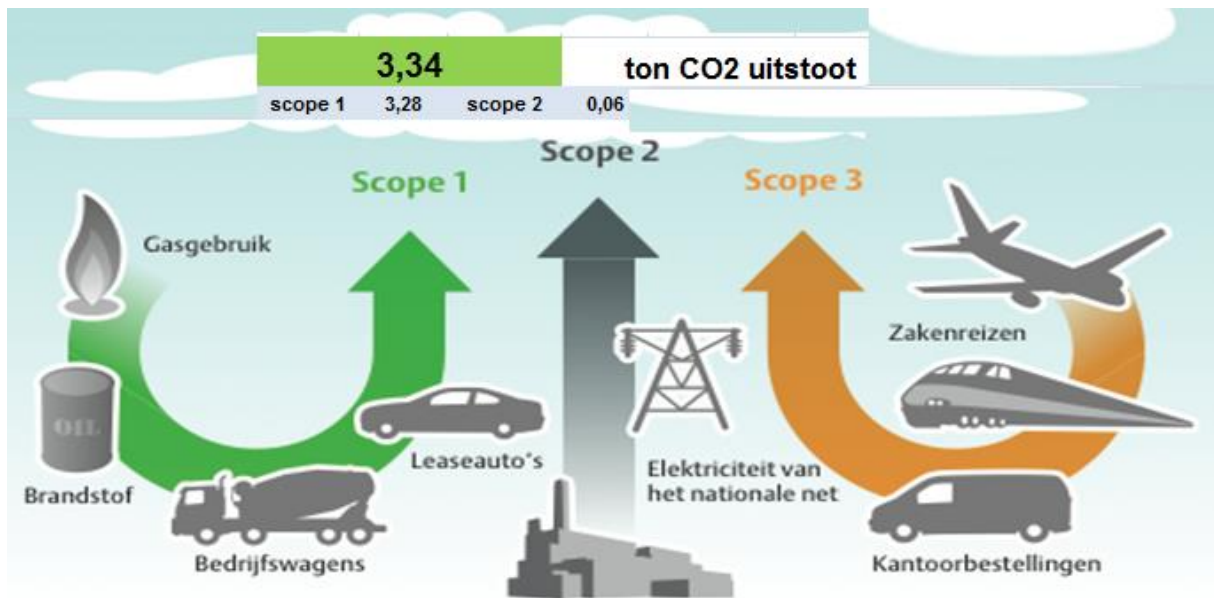 3,34 ton CO2 uitstoot
scope 1 3,28 scope 2 0,06
Scope 2
Scope 1
Scope 3
Gasgebruik
Zakenreizen
OIL
Leaseauto's
Elektriciteit van
het nationale net
Brandstof
Bedrijfswagens
Kantoorbestellingen